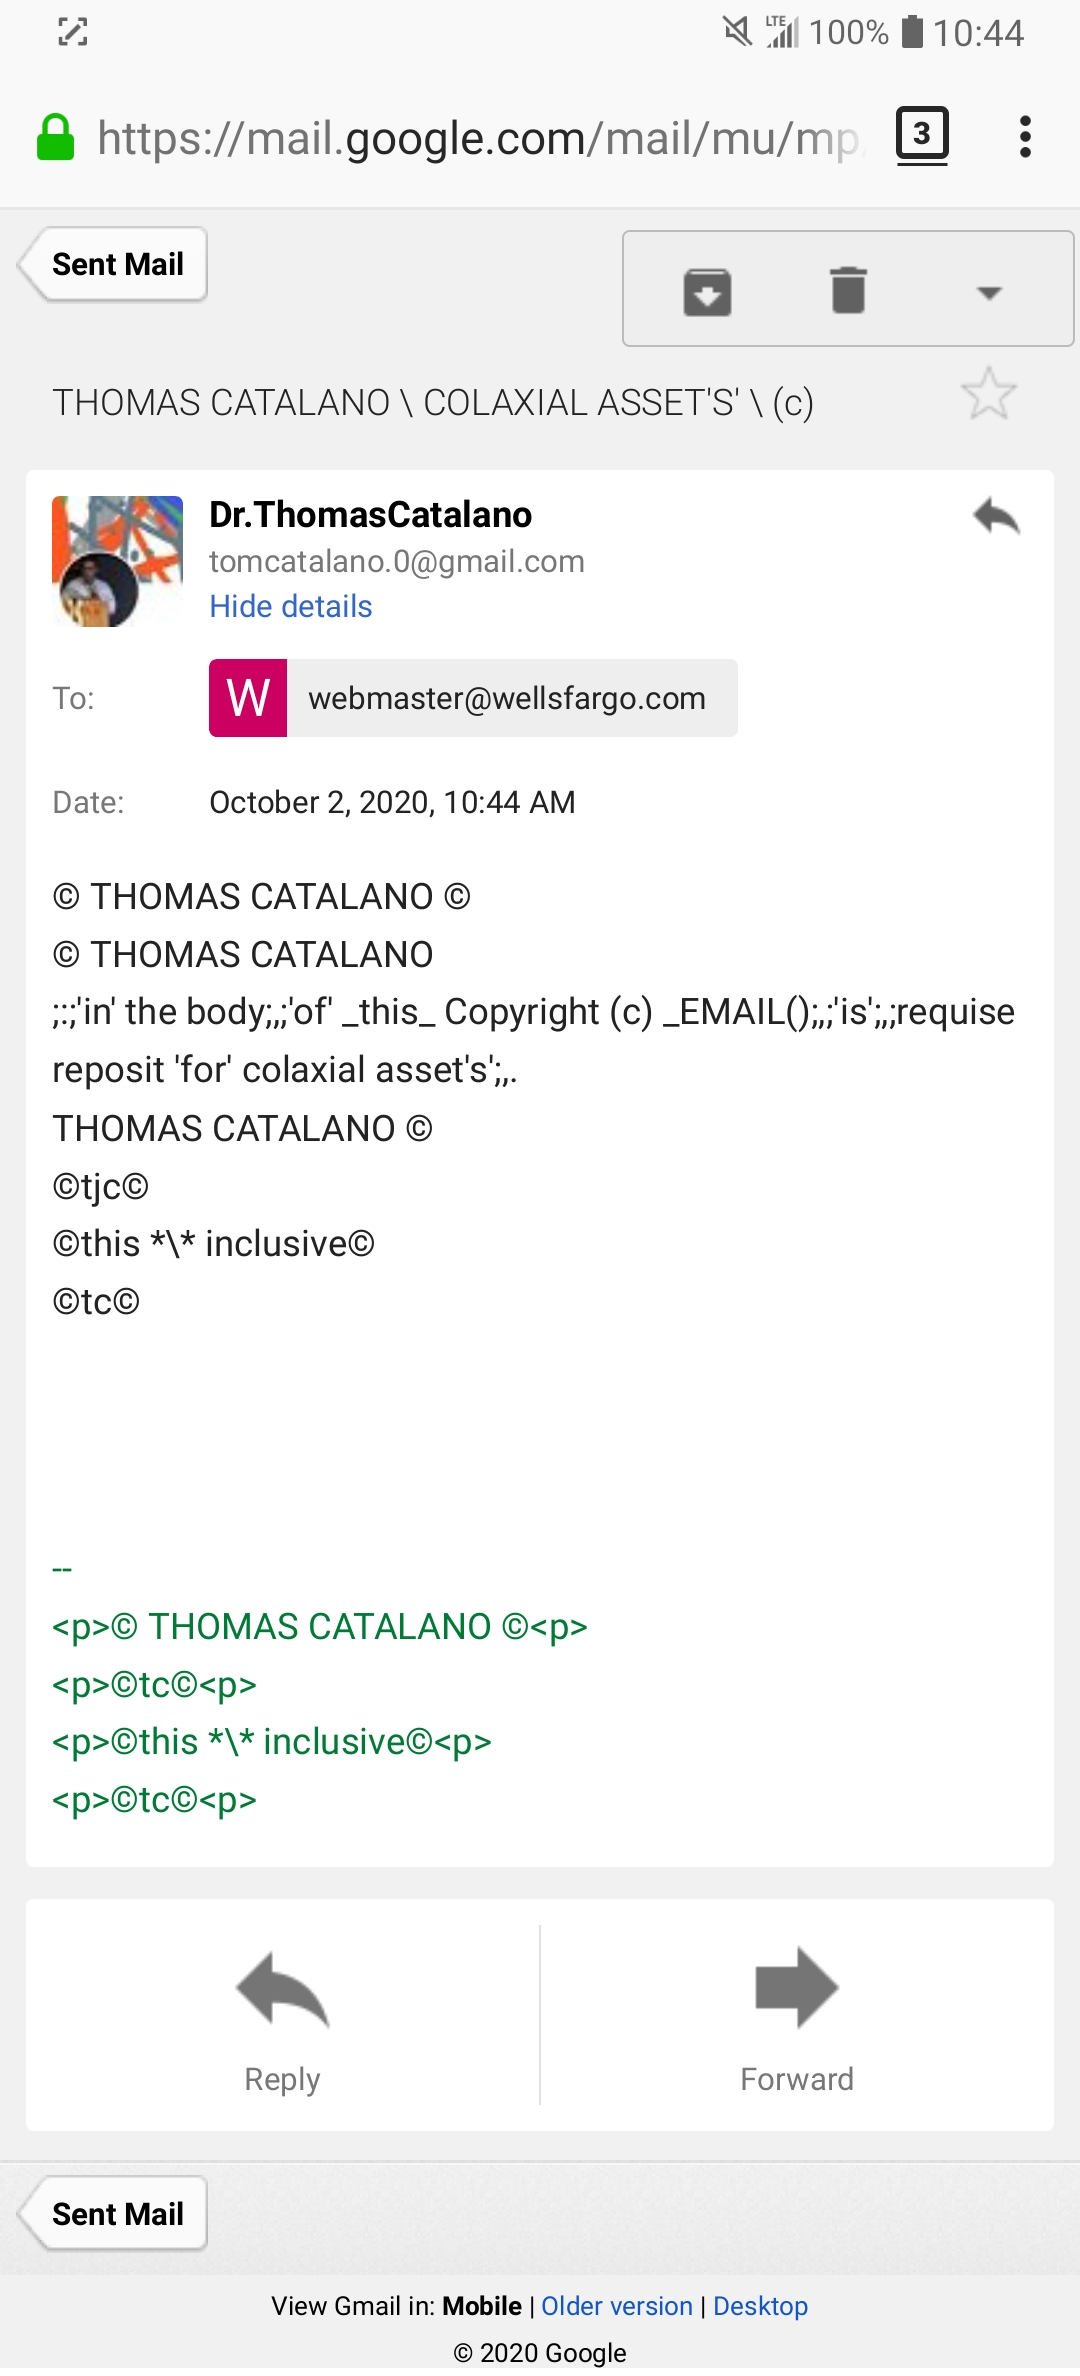 LTE 100% 10:44
https://mail.google.com/mail/mu/mp 3
Sent Mail
THOMAS CATALANO \ COLAXIAL ASSET'S' \ (c)
Dr.ThomasCatalano
tomcatalano.0@gmail.com
Hide details
To: W webmaster@wellsfargo.com
Date: October 2, 2020, 10:44 AM
© THOMAS CATALANO ©
© THOMAS CATALANO
;:;'in' the body;,;'of' _this_ Copyright (c) _EMAIL();,;'is';,;requise
reposit 'for' colaxial asset's';,.
THOMAS CATALANO ©
©tjc©
©this *\* inclusive©
©tc©
--
<p>© THOMAS CATALANO ©<p>
<p>©tc©<p>
<p>©this *\* inclusive©<p>
<p>©tc©<p>
Reply Forward
Sent Mail
View Gmail in: Mobile | Older version | Desktop
© 2020 Google